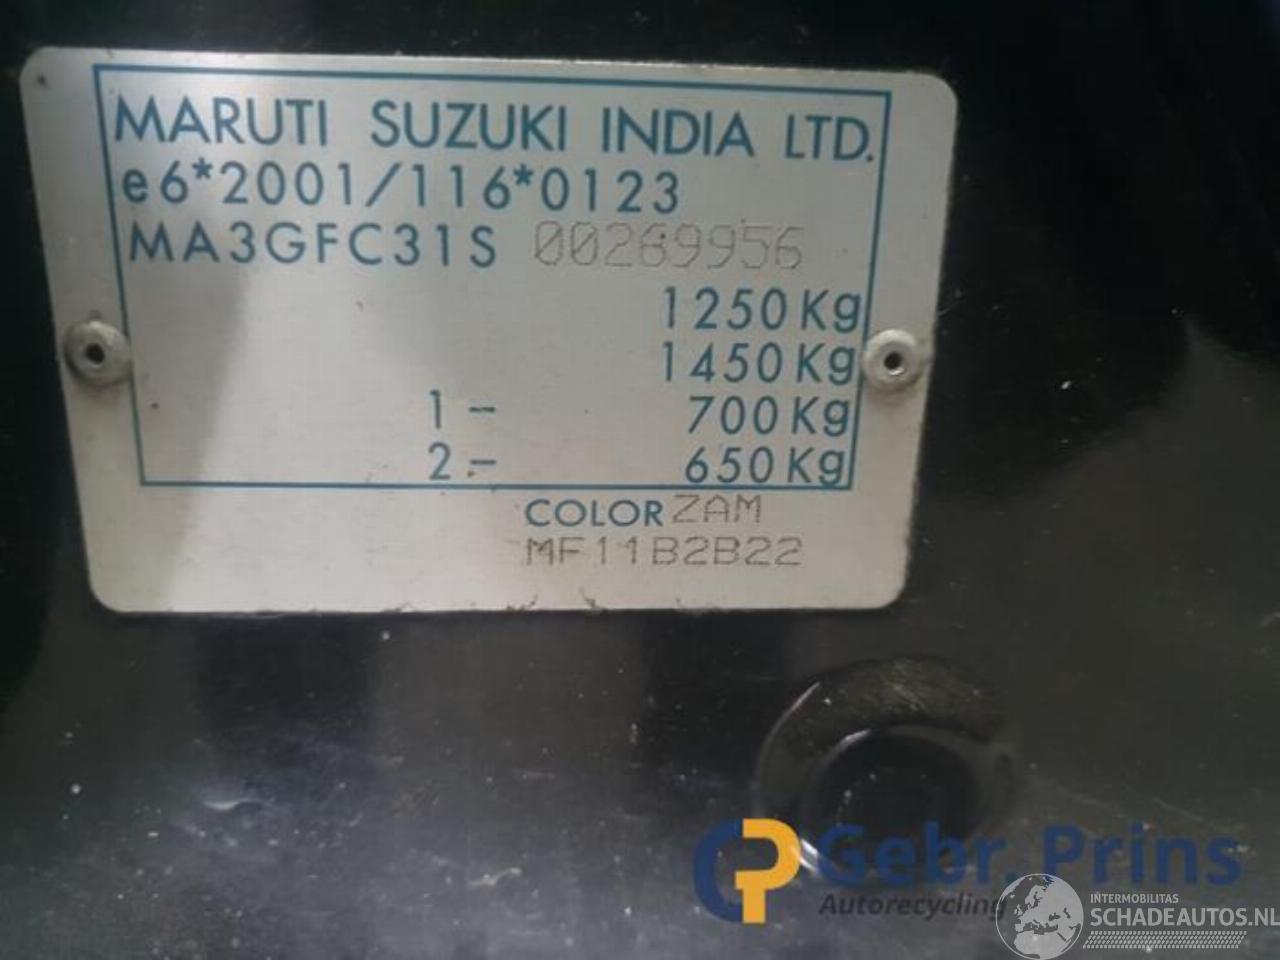 MARUTI SUZUKI INDIA LTD.
e6*2001/116*0123
MA3GFC31S 00289956
1250Kg
1450Kg
1- 700Kg
2- 650Kg
COLOR ZAM
MF11B2B22
Gebr. Prins
Autorecycling
INTERMOBILITAS
SCHADEAUTOS.NL